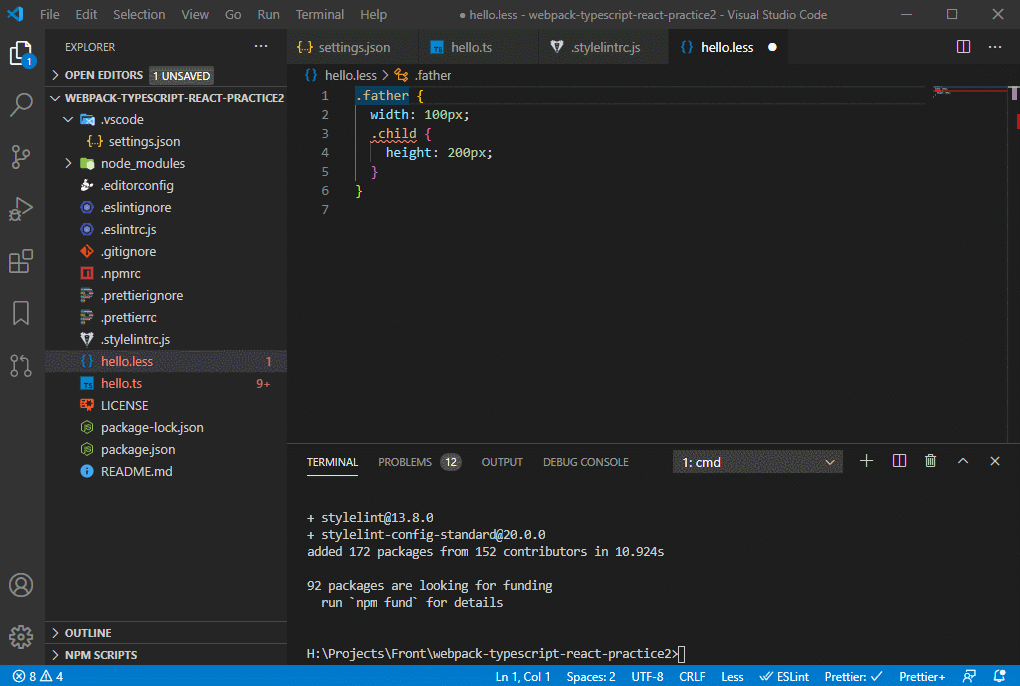 File Edit Selection View Go Run Terminal Help ● hello.less - webpack-typescript-react-practice2 - Visual Studio Code
EXPLORER ···
settings.json hello.ts .stylelintrc.js hello.less ●
OPEN EDITORS 1 UNSAVED
WEBPACK-TYPESCRIPT-REACT-PRACTICE2
.vscode
settings.json
node_modules
.editorconfig
.eslintignore
.eslintrc.js
.gitignore
.npmrc
.prettierignore
.prettierrc
.stylelintrc.js
hello.less 1
hello.ts 9+
LICENSE
package-lock.json
package.json
README.md
OUTLINE
NPM SCRIPTS
hello.less > .father
1 .father {
2 width: 100px;
3 .child {
4 height: 200px;
5 }
6 }
7
TERMINAL PROBLEMS 12 OUTPUT DEBUG CONSOLE 1: cmd
+ stylelint@13.8.0
+ stylelint-config-standard@20.0.0
added 172 packages from 152 contributors in 10.924s
92 packages are looking for funding
run `npm fund` for details
H:\Projects\Front\webpack-typescript-react-practice2>
8 4 Ln 1, Col 1 Spaces: 2 UTF-8 CRLF Less ESLint Prettier: ✓ Prettier+